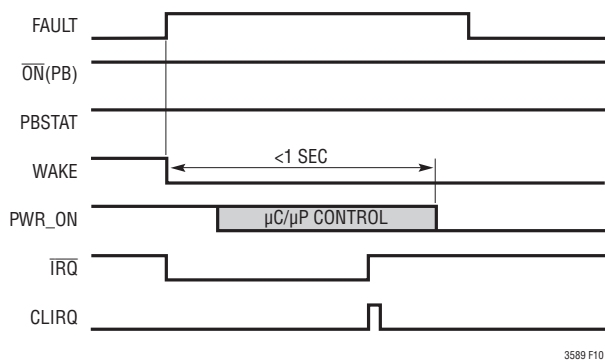 FAULT
ON(PB)
PBSTAT
WAKE
<1 SEC
PWR_ON
µC/µP CONTROL
IRQ
CLIRQ
3589 F10